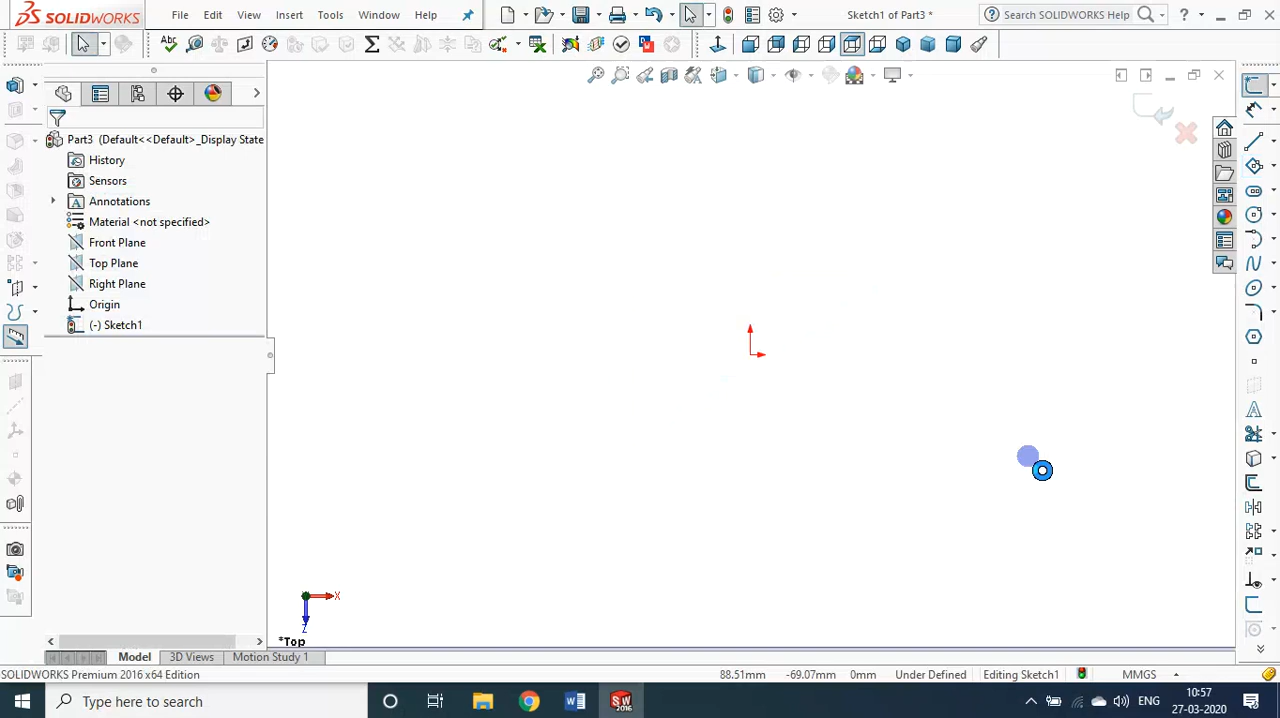 SOLIDWORKS File Edit View Insert Tools Window Help Sketch1 of Part3 * Search SOLIDWORKS Help ?
Abc
Part3 (Default<<Default>_Display State
History
Sensors
A Annotations
Material <not specified>
Front Plane
Top Plane
Right Plane
Origin
(-) Sketch1
X
Z
*Top
Model 3D Views Motion Study 1
SOLIDWORKS Premium 2016 x64 Edition 88.51mm -69.07mm 0mm Under Defined Editing Sketch1 MMGS
Type here to search SW 2016 ENG 10:57
27-03-2020